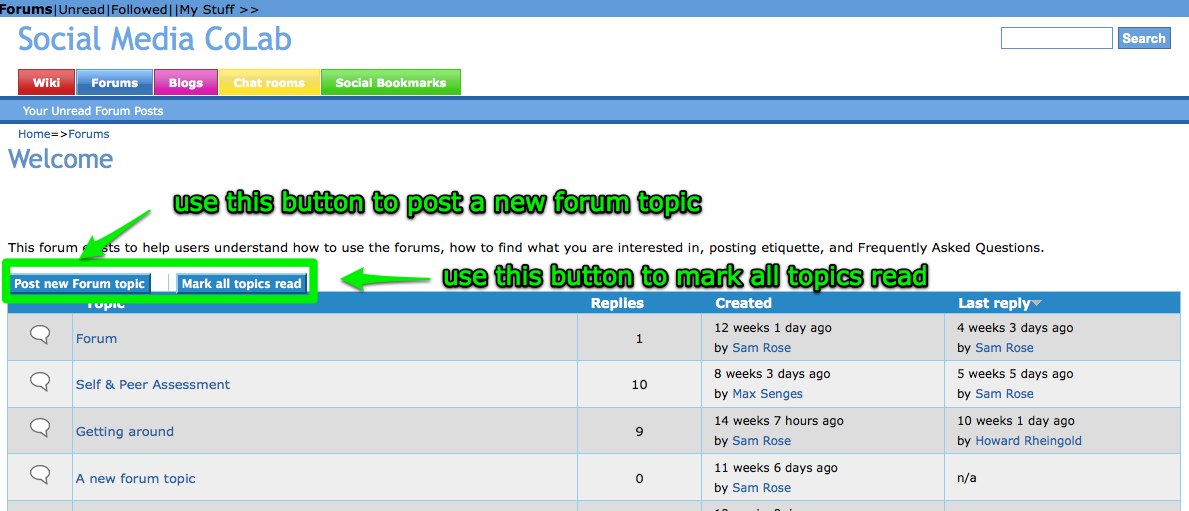 Forums|Unread|Followed||My Stuff >>
Social Media CoLab
Search
Wiki Forums Blogs Chat rooms Social Bookmarks
Your Unread Forum Posts
Home=>Forums
Welcome
use this button to post a new forum topic
This forum to help users understand how to use the forums, how to find what you are interested in, posting etiquette, and Frequently Asked Questions.
Post new Forum topic Mark all topics read
use this button to mark all topics read
Topic Replies Created Last reply
Forum 1 12 weeks 1 day ago 4 weeks 3 days ago
by Sam Rose by Sam Rose
Self & Peer Assessment 10 8 weeks 3 days ago 5 weeks 5 days ago
by Max Senges by Sam Rose
Getting around 9 14 weeks 7 hours ago 10 weeks 1 day ago
by Sam Rose by Howard Rheingold
A new forum topic 0 11 weeks 6 days ago n/a
by Sam Rose